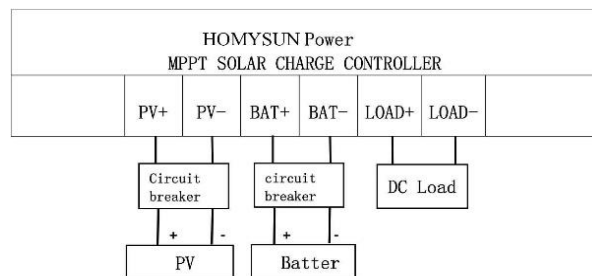 HOMYSUN Power
MPPT SOLAR CHARGE CONTROLLER
PV+ PV- BAT+ BAT- LOAD+ LOAD-
Circuit breaker
circuit breaker
DC Load
+ - + -
PV Batter